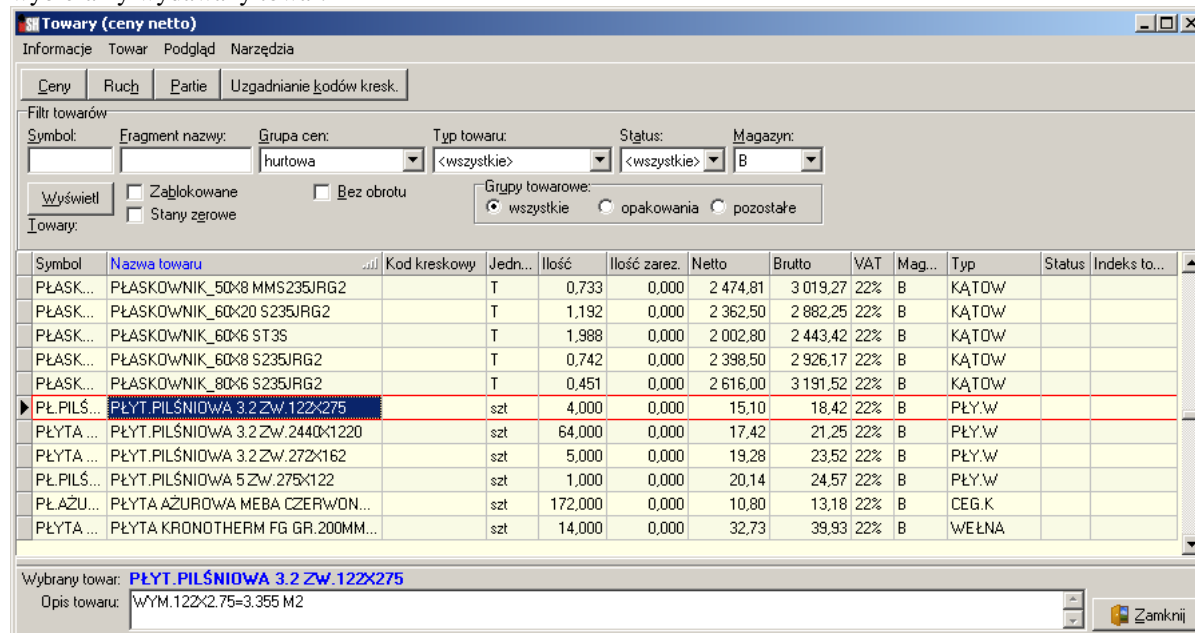 Towary (ceny netto)
Informacje Towar Podgląd Narzędzia
Ceny Ruch Partie Uzgadnianie kodów kresk.
Filtr towarów
Symbol: Fragment nazwy: Grupa cen: Typ towaru: Status: Magazyn:
hurtowa <wszystkie> <wszystkie> B
Wyświetl Zablokowane Bez obrotu Grupy towarowe:
Stany zerowe wszystkie opakowania pozostałe
Towary:
Symbol Nazwa towaru Kod kreskowy Jedn... Ilość Ilość zarez. Netto Brutto VAT Mag... Typ Status Indeks to...
PŁASK... PŁASKOWNIK_50X8 MMS235JRG2 T 0,733 0,000 2 474,81 3 019,27 22% B KĄTOW
PŁASK... PŁASKOWNIK_60X20 S235JRG2 T 1,192 0,000 2 362,50 2 882,25 22% B KĄTOW
PŁASK... PŁASKOWNIK_60X6 ST3S T 1,988 0,000 2 002,80 2 443,42 22% B KĄTOW
PŁASK... PŁASKOWNIK_60X8 S235JRG2 T 0,742 0,000 2 398,50 2 926,17 22% B KĄTOW
PŁASK... PŁASKOWNIK_80X6 S235JRG2 T 0,451 0,000 2 616,00 3 191,52 22% B KĄTOW
PŁ.PILŚ... PŁYT.PILŚNIOWA 3.2 ZW.122X275 szt 4,000 0,000 15,10 18,42 22% B PŁY.W
PŁYTA ... PŁYT.PILŚNIOWA 3.2 ZW.2440X1220 szt 64,000 0,000 17,42 21,25 22% B PŁY.W
PŁYTA ... PŁYT.PILŚNIOWA 3.2 ZW.272X162 szt 5,000 0,000 19,28 23,52 22% B PŁY.W
PŁ.PILŚ... PŁYT.PILŚNIOWA 5 ZW.275X122 szt 1,000 0,000 20,14 24,57 22% B PŁY.W
PŁ.AŻU... PŁYTA AŻUROWA MEBA CZERWON... szt 172,000 0,000 10,80 13,18 22% B CEG.K
PŁYTA ... PŁYTA KRONOTHERM FG GR.200MM... szt 14,000 0,000 32,73 39,93 22% B WEŁNA
Wybrany towar: PŁYT.PILŚNIOWA 3.2 ZW.122X275
Opis towaru: WYM.122X2.75=3.355 M2
Zamknij